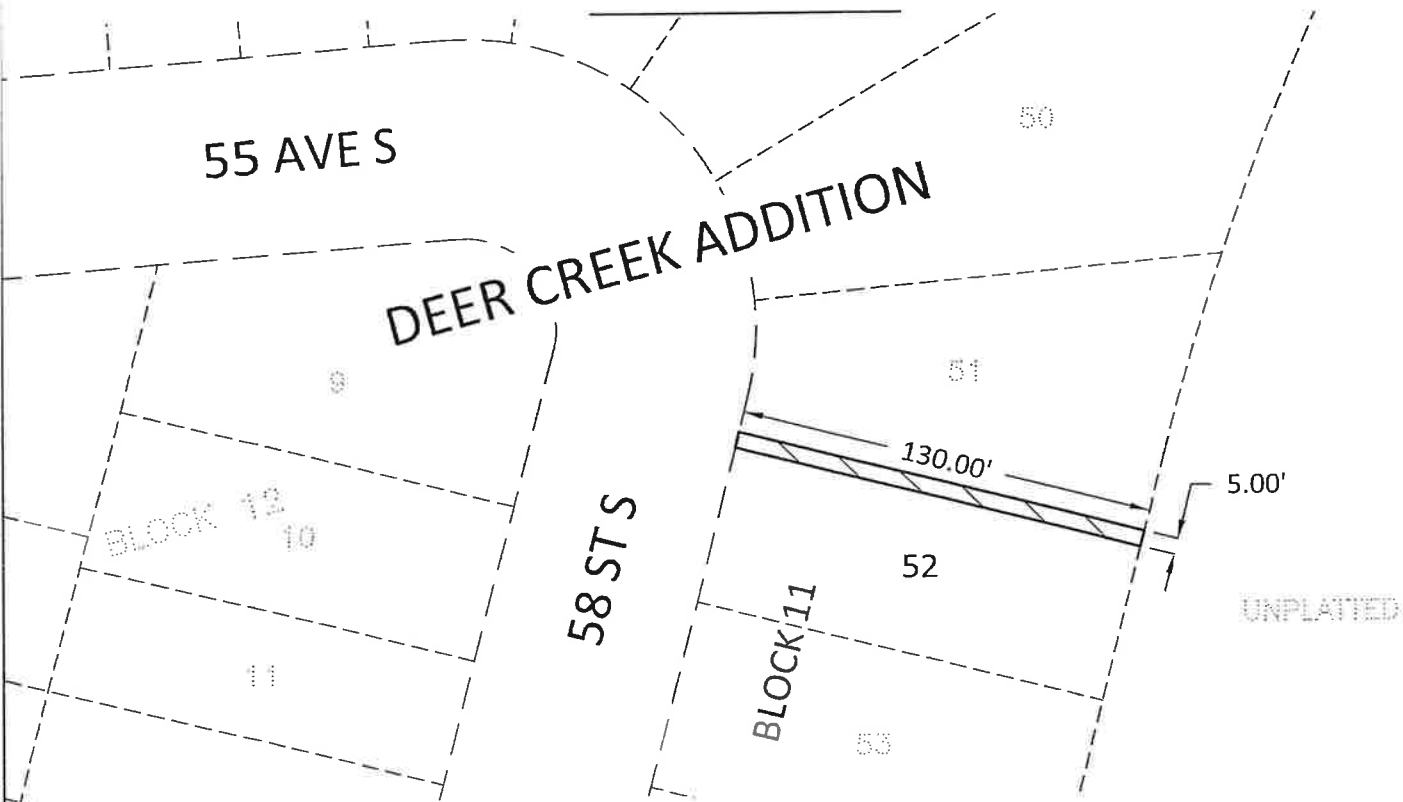 55 AVE S
50
DEER CREEK ADDITION
9
51
130.00'
5.00'
BLOCK 12
10
58 ST S
52
BLOCK 11
UNPLATTED
11
53